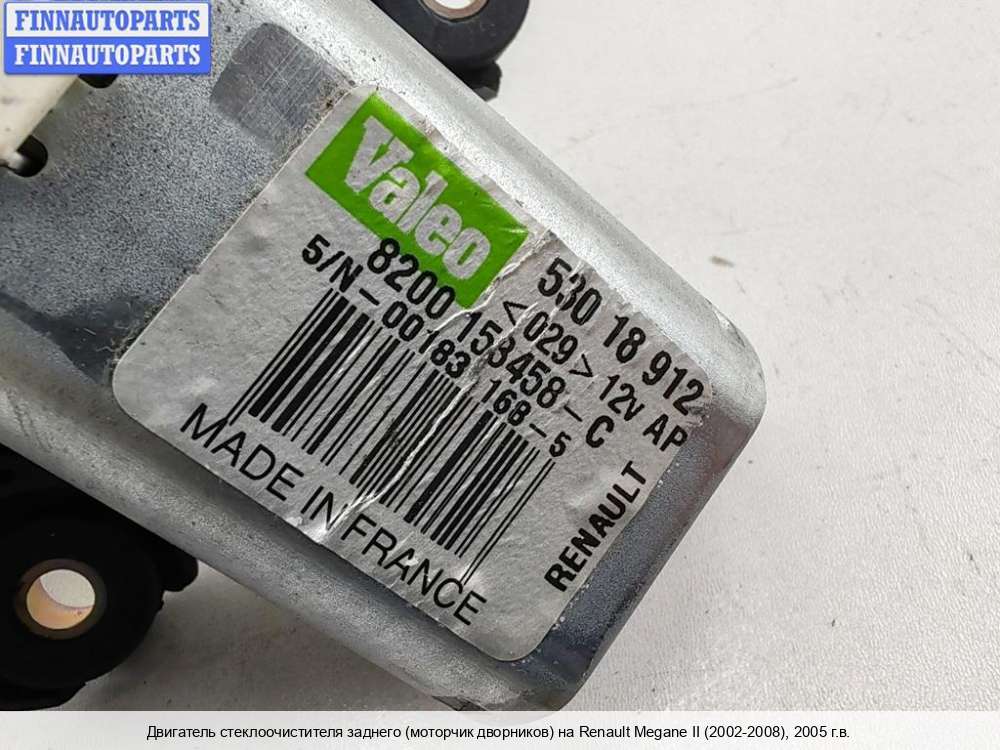 FINNAUTOPARTS
FINNAUTOPARTS
Valeo
530 18 912
<029> 12v AP
8200 153458-C
S/N-00183 168-5
RENAULT
MADE IN FRANCE
Двигатель стеклоочистителя заднего (моторчик дворников) на Renault Megane II (2002-2008), 2005 г.в.